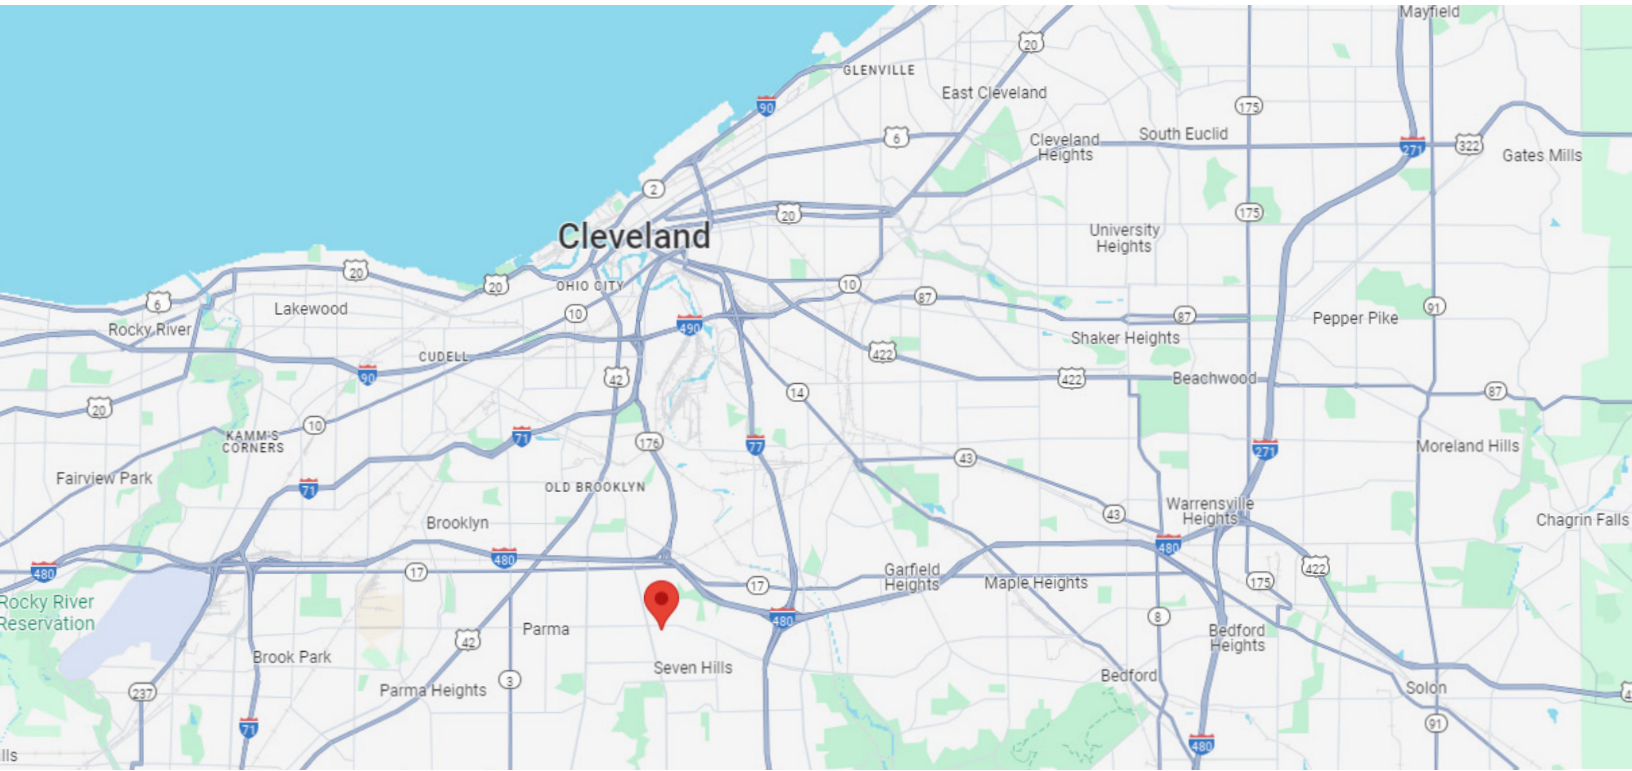 Mayfield
20
GLENVILLE
East Cleveland
90
175
6
Cleveland
Heights
South Euclid
271
322
Gates Mills
2
20
175
Cleveland
University
Heights
20
20
OHIO CITY
10
6
Lakewood
10
87
87
91
Rocky River
490
Pepper Pike
Shaker Heights
CUDELL
422
90
42
422
Beachwood
14
87
20
10
KAMM'S
CORNERS
71
176
77
271
Moreland Hills
43
Fairview Park
71
OLD BROOKLYN
Warrensville
Heights
43
Brooklyn
Chagrin Falls
480
480
480
17
422
Garfield
Heights
Maple Heights
175
17
Rocky River
Reservation
480
8
Parma
42
Bedford
Heights
Brook Park
Seven Hills
Bedford
237
Parma Heights
3
Solon
4
71
91
480
lls